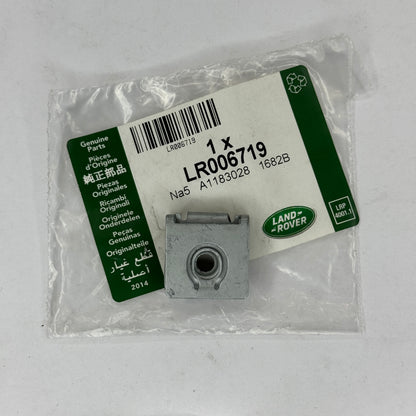 Genuine
Parts
Pièces
d'Origine
純正部品
Piezas
Originales
Ricambi
Originali
Originele
Onderdelen
Peças
Genuinas
Originalteile
قطع غيار
أصلية
2014
LR006719
1 x
LR006719
Na5 A1183028 1682B
LAND
ROVER
LRP
4001.1